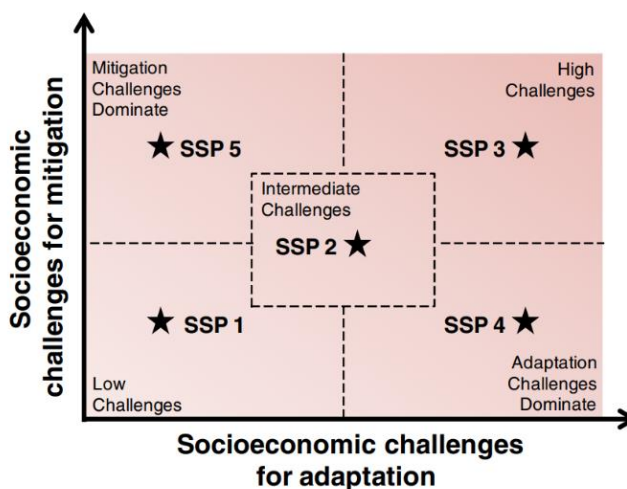 Socioeconomic
challenges for mitigation
Mitigation
Challenges
Dominate
High
Challenges
SSP 5
SSP 3
Intermediate
Challenges
SSP 2
SSP 1
SSP 4
Low
Challenges
Adaptation
Challenges
Dominate
Socioeconomic challenges
for adaptation